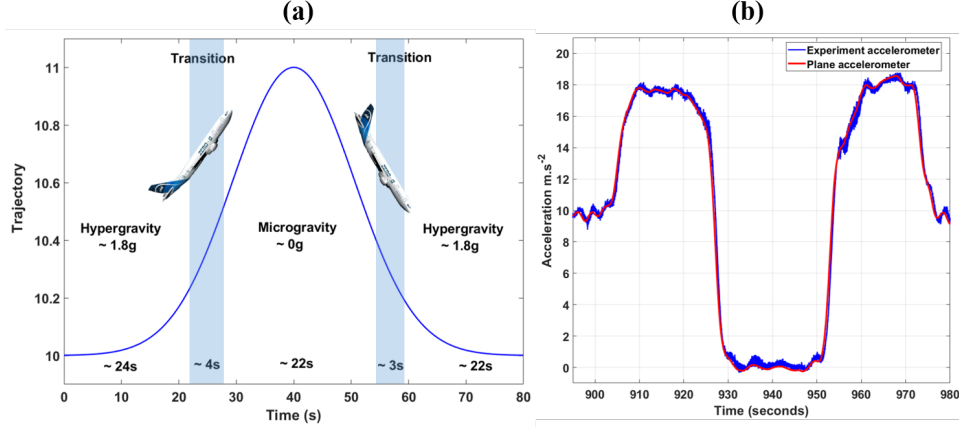 (a)
Transition
Transition
11
10.8
10.6
10.4
10.2
10
Trajectory
Hypergravity
~ 1.8g
Microgravity
~ 0g
Hypergravity
~ 1.8g
~ 24s
~ 4s
~ 22s
~ 3s
~ 22s
0
10
20
30
40
50
60
70
80
Time (s)
(b)
20
18
16
14
12
10
8
6
4
2
0
Acceleration m.s-2
Experiment accelerometer
Plane accelerometer
900
910
920
930
940
950
960
970
980
Time (seconds)